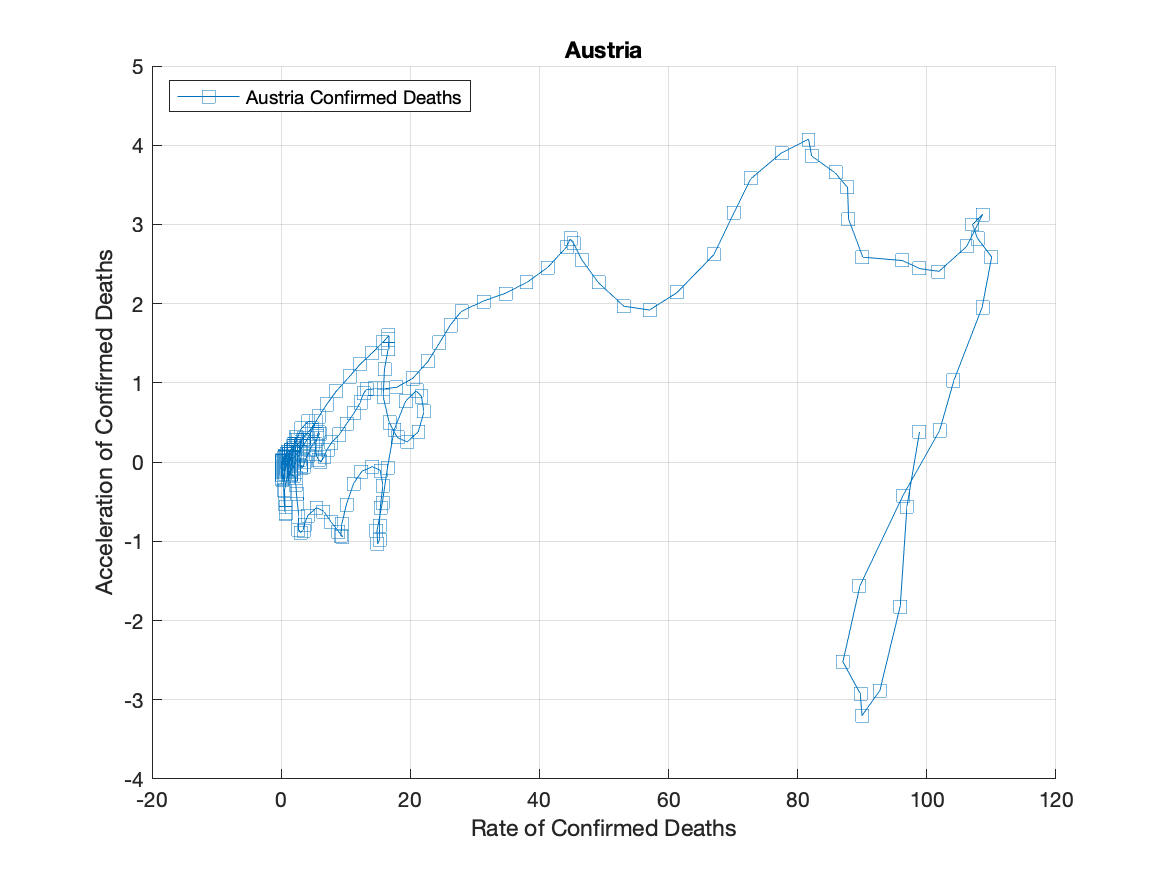 Austria
5
Austria Confirmed Deaths
4
3
2
1
0
-1
-2
-3
-4
Acceleration of Confirmed Deaths
-20 0 20 40 60 80 100 120
Rate of Confirmed Deaths